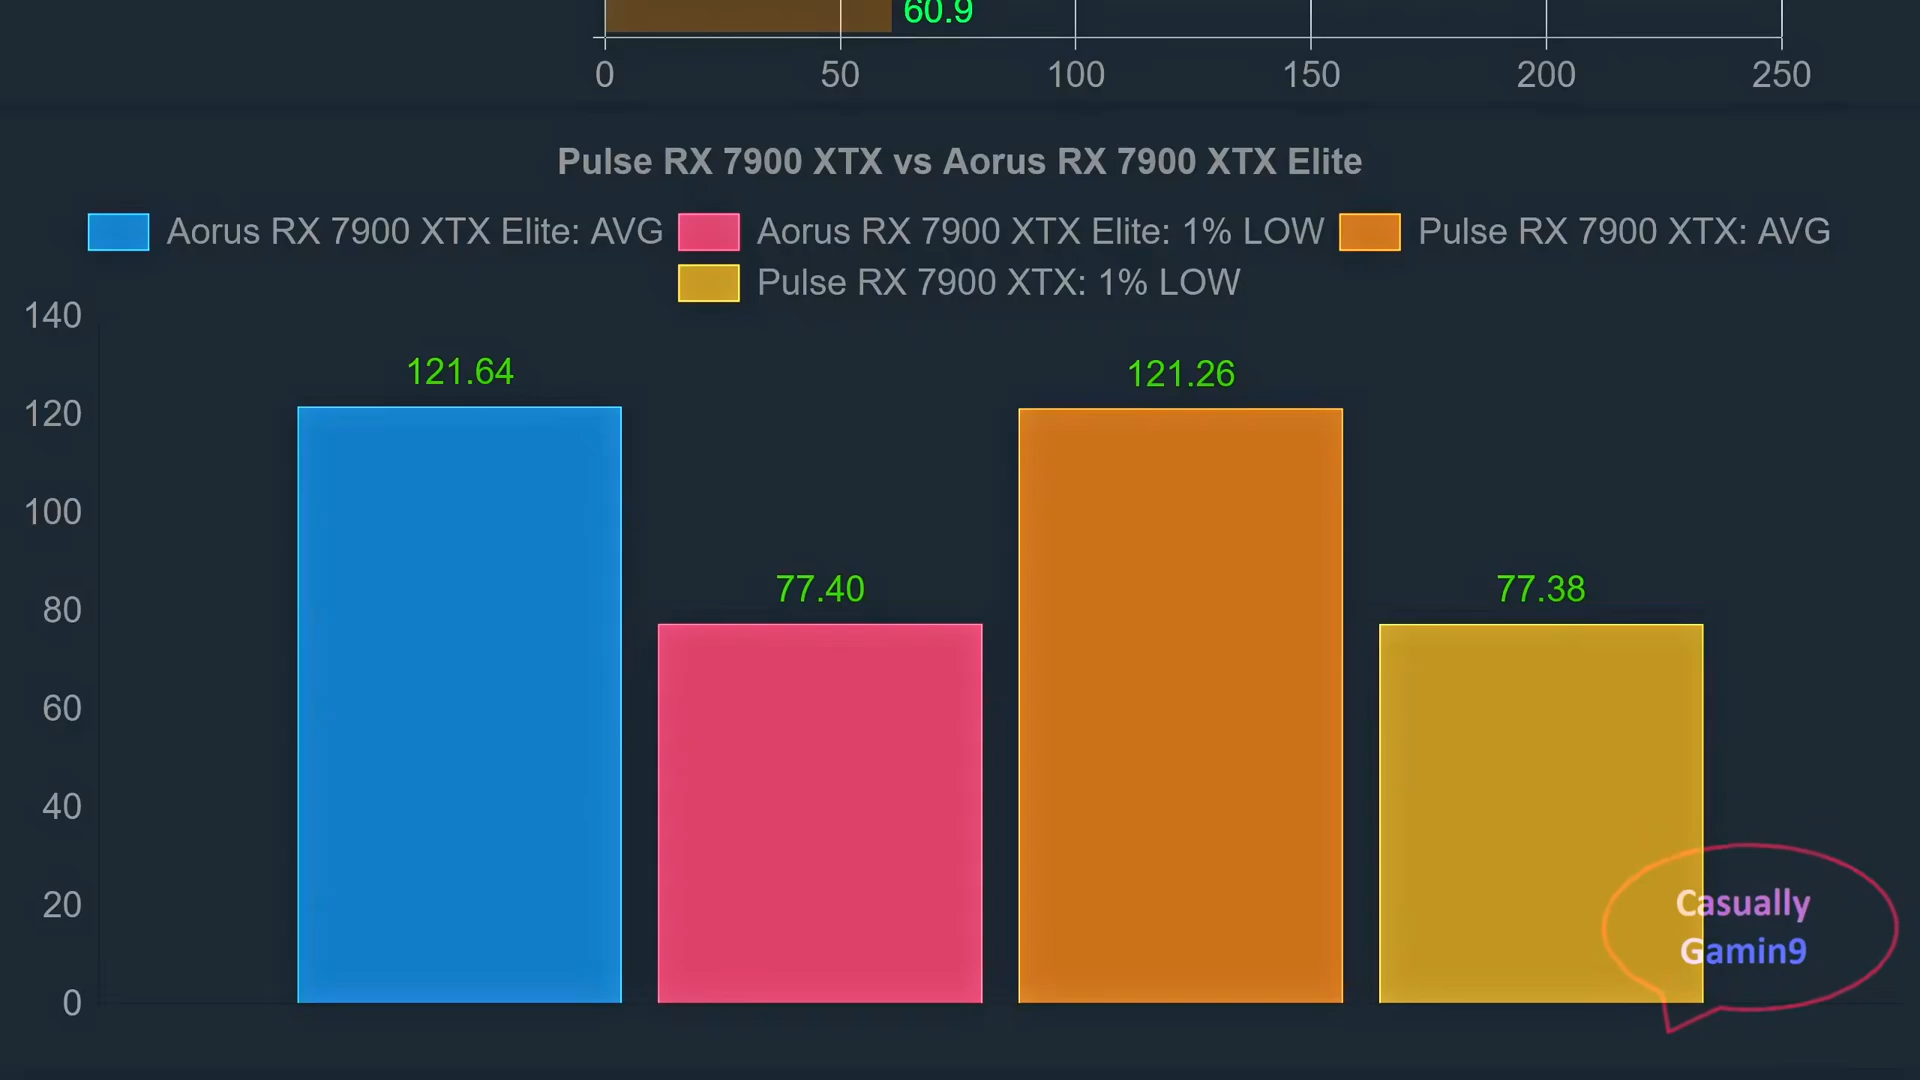 60.9
0 50 100 150 200 250
Pulse RX 7900 XTX vs Aorus RX 7900 XTX Elite
Aorus RX 7900 XTX Elite: AVG Aorus RX 7900 XTX Elite: 1% LOW Pulse RX 7900 XTX: AVG
Pulse RX 7900 XTX: 1% LOW
140
121.64 121.26
120
100
77.40 77.38
80
60
40
20
0
Casually
Gamin9